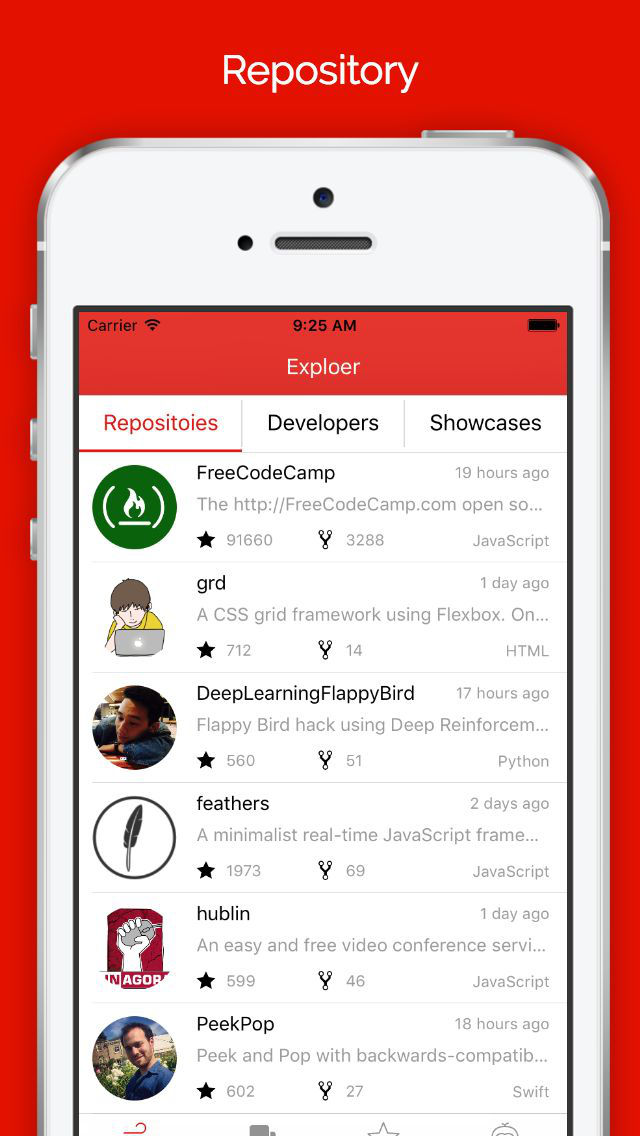 Repository
Carrier 9:25 AM
Exploer
Repositoies Developers Showcases
FreeCodeCamp 19 hours ago
The http://FreeCodeCamp.com open so...
91660 3288 JavaScript
grd 1 day ago
A CSS grid framework using Flexbox. On...
712 14 HTML
DeepLearningFlappyBird 17 hours ago
Flappy Bird hack using Deep Reinforcem...
560 51 Python
feathers 2 days ago
A minimalist real-time JavaScript frame...
1973 69 JavaScript
hublin 1 day ago
An easy and free video conference servi...
599 46 JavaScript
NAGORA
PeekPop 18 hours ago
Peek and Pop with backwards-compatib...
602 27 Swift